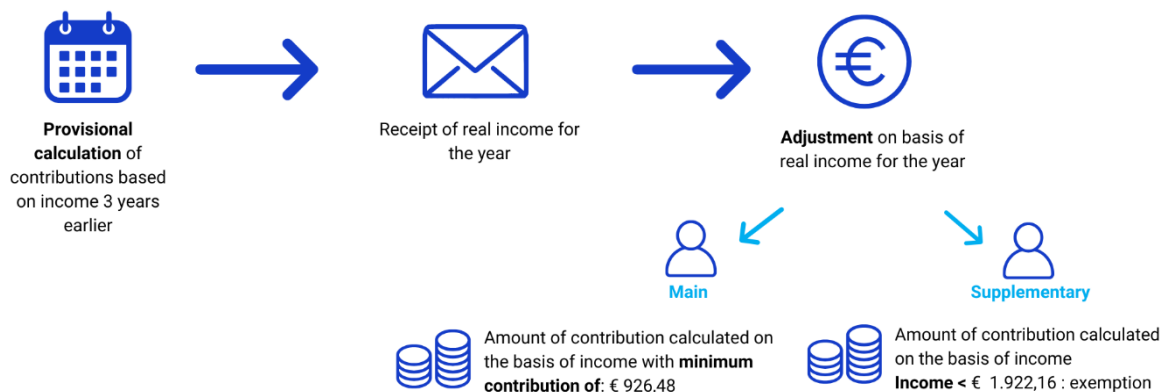 Provisional
calculation of
contributions based
on income 3 years
earlier
Receipt of real income for
the year
Adjustment on basis of
real income for the year
Main
Supplementary
Amount of contribution calculated on
the basis of income with minimum
contribution of: € 926,48
Amount of contribution calculated
on the basis of income
Income < € 1.922,16 : exemption